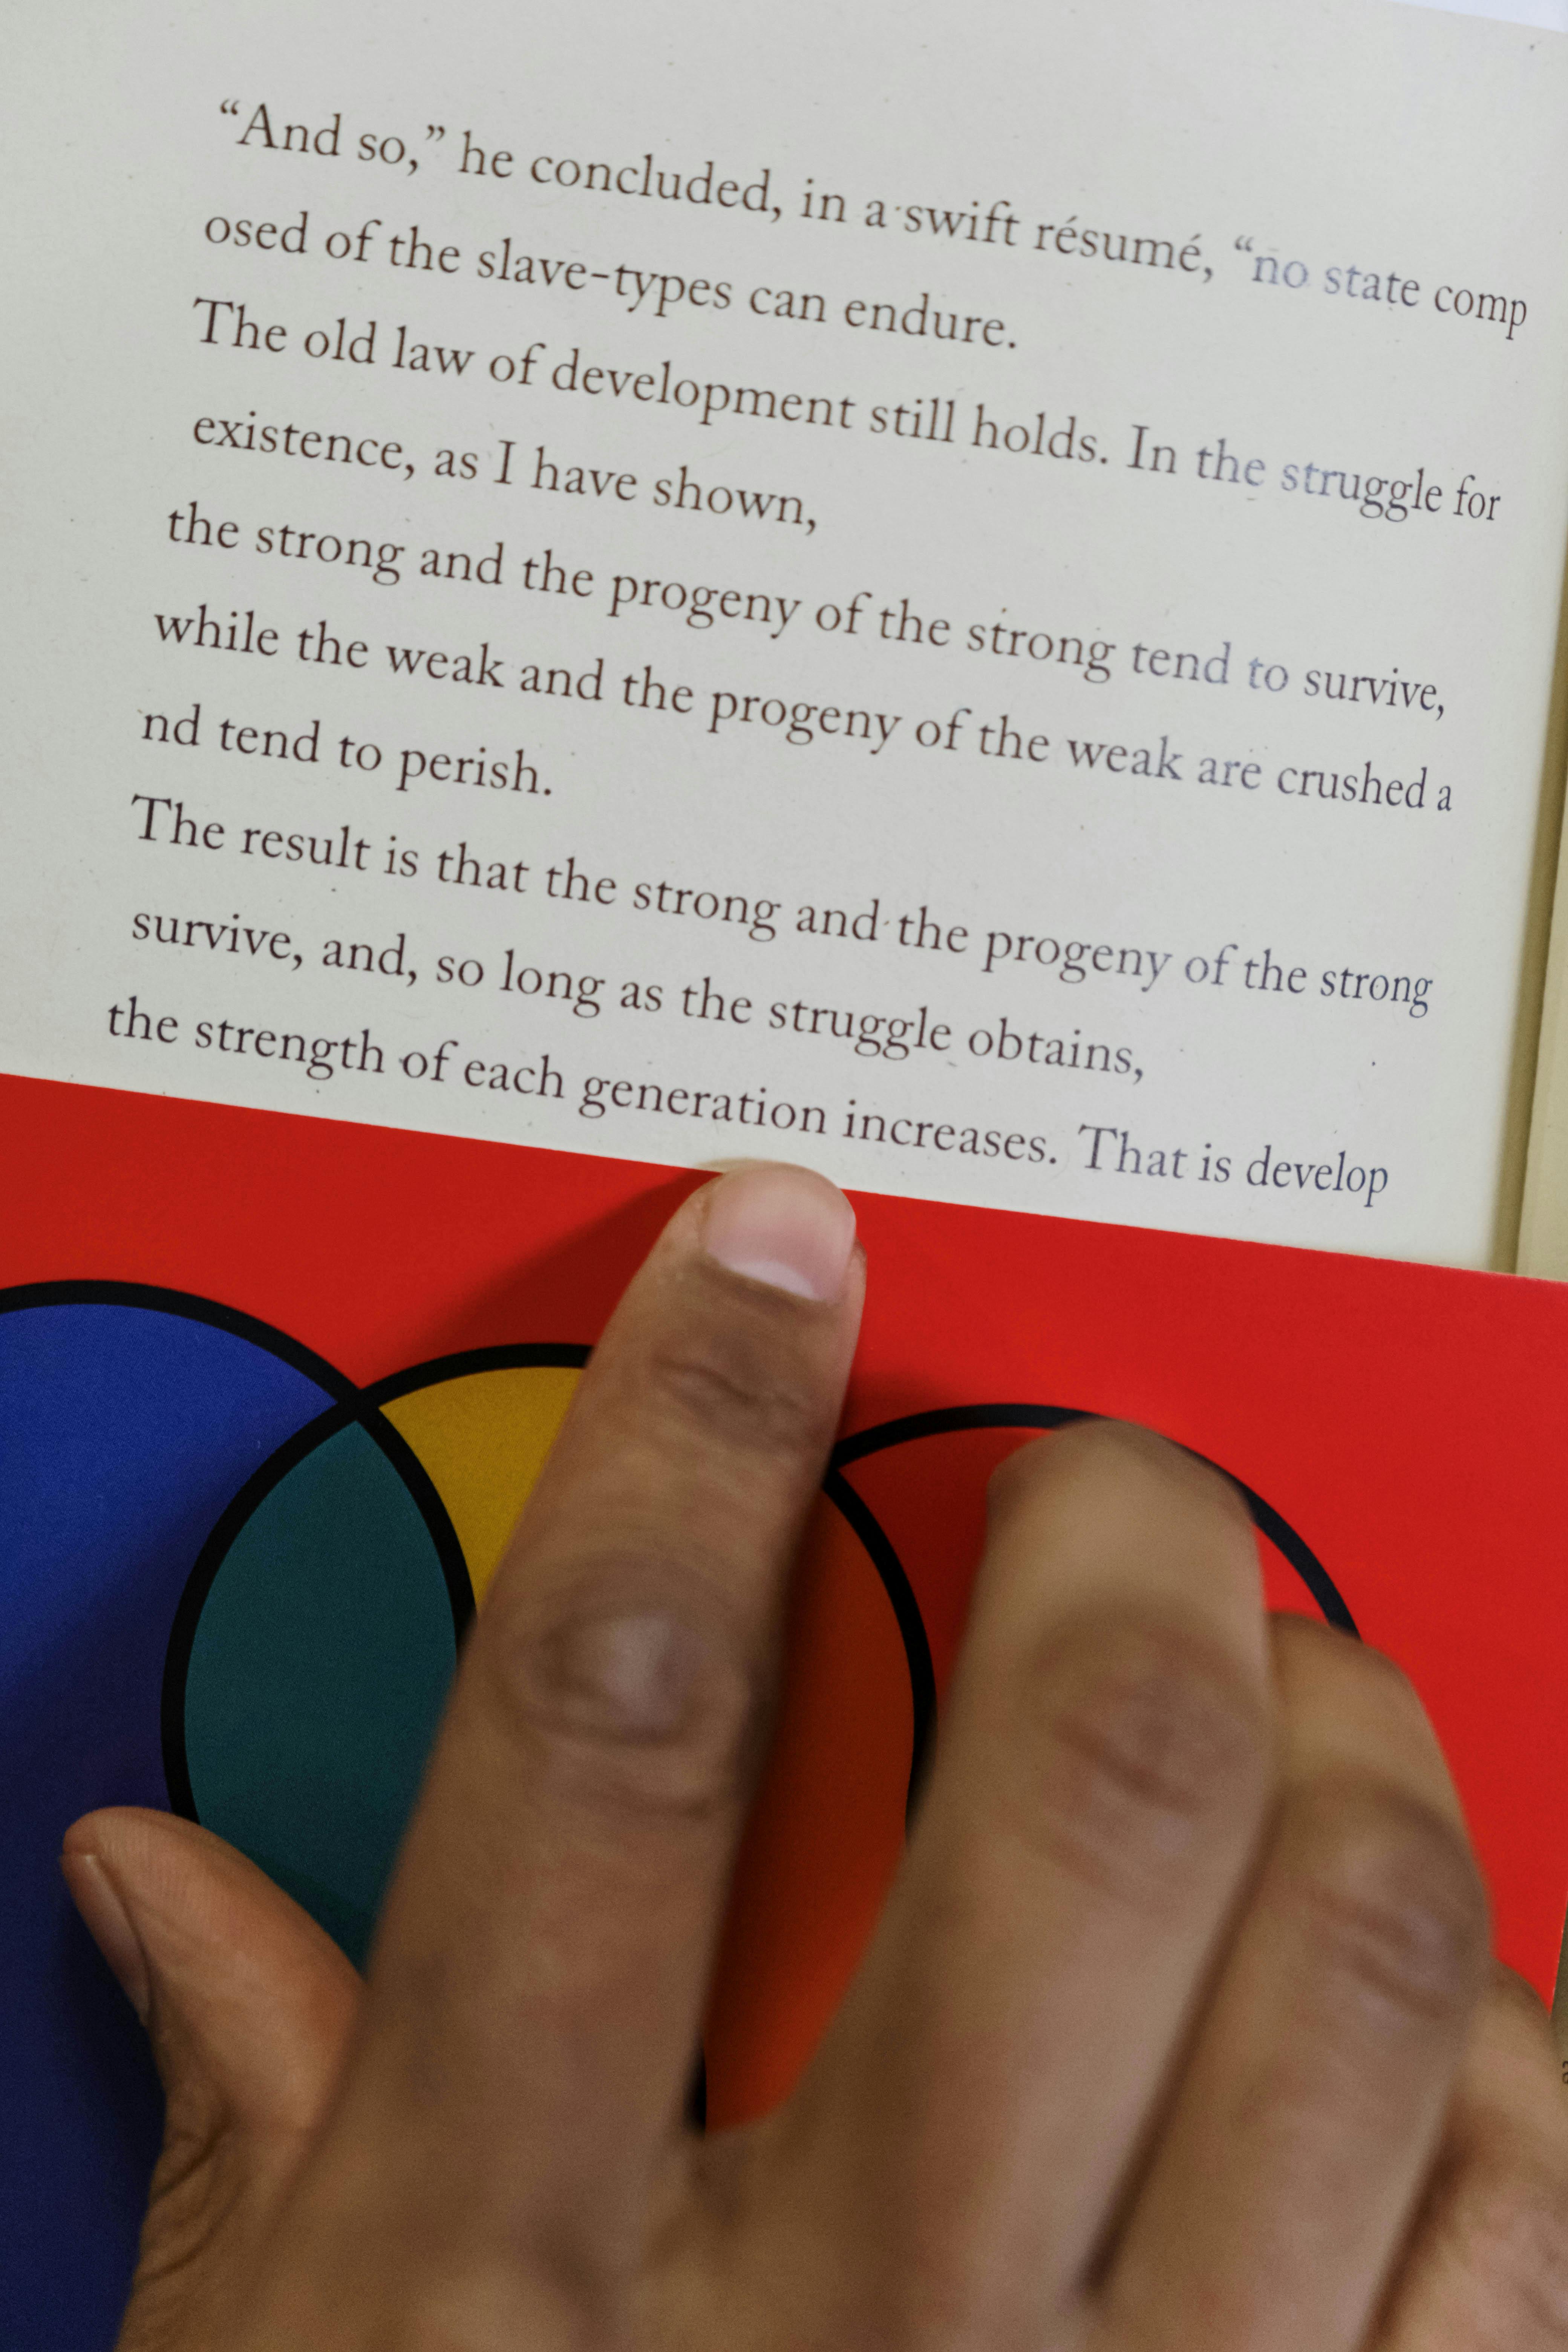 “And so,” he concluded, in a swift résumé, “no state comp
osed of the slave-types can endure.
The old law of development still holds. In the struggle for
existence, as I have shown,
the strong and the progeny of the strong tend to survive,
while the weak and the progeny of the weak are crushed a
nd tend to perish.
The result is that the strong and the progeny of the strong
survive, and, so long as the struggle obtains,
the strength of each generation increases. That is develop